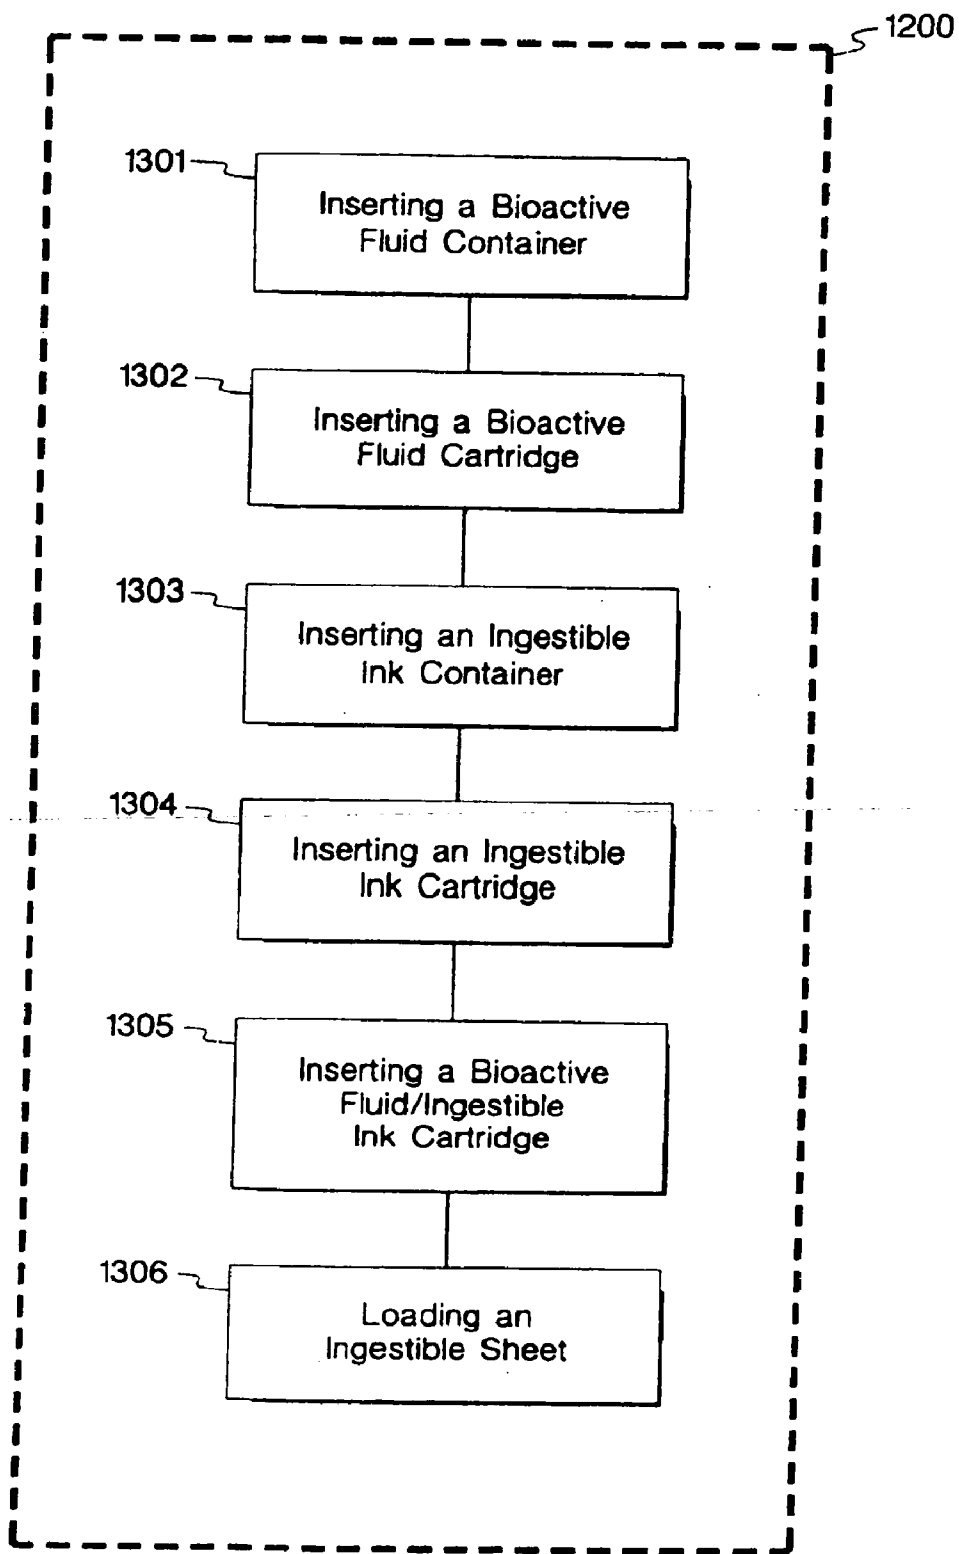 1200
1301
Inserting a Bioactive
Fluid Container
1302
Inserting a Bioactive
Fluid Cartridge
1303
Inserting an Ingestible
Ink Container
1304
Inserting an Ingestible
Ink Cartridge
1305
Inserting a Bioactive
Fluid/Ingestible
Ink Cartridge
1306
Loading an
Ingestible Sheet